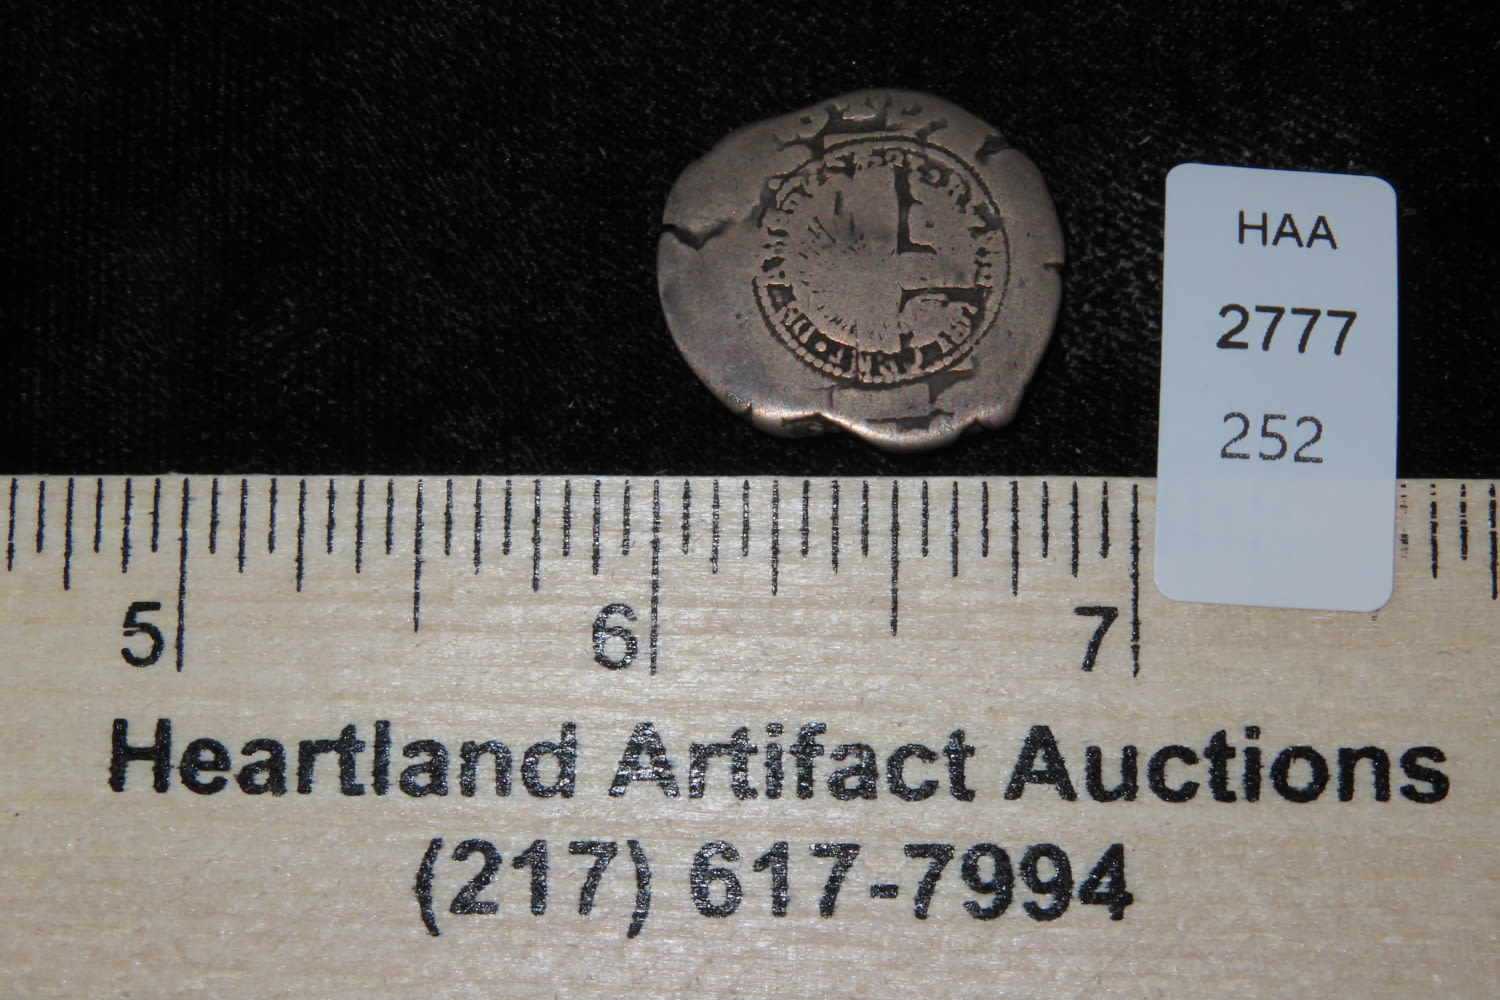 HAA
2777
252
5 6 7
Heartland Artifact Auctions
(217) 617-7994